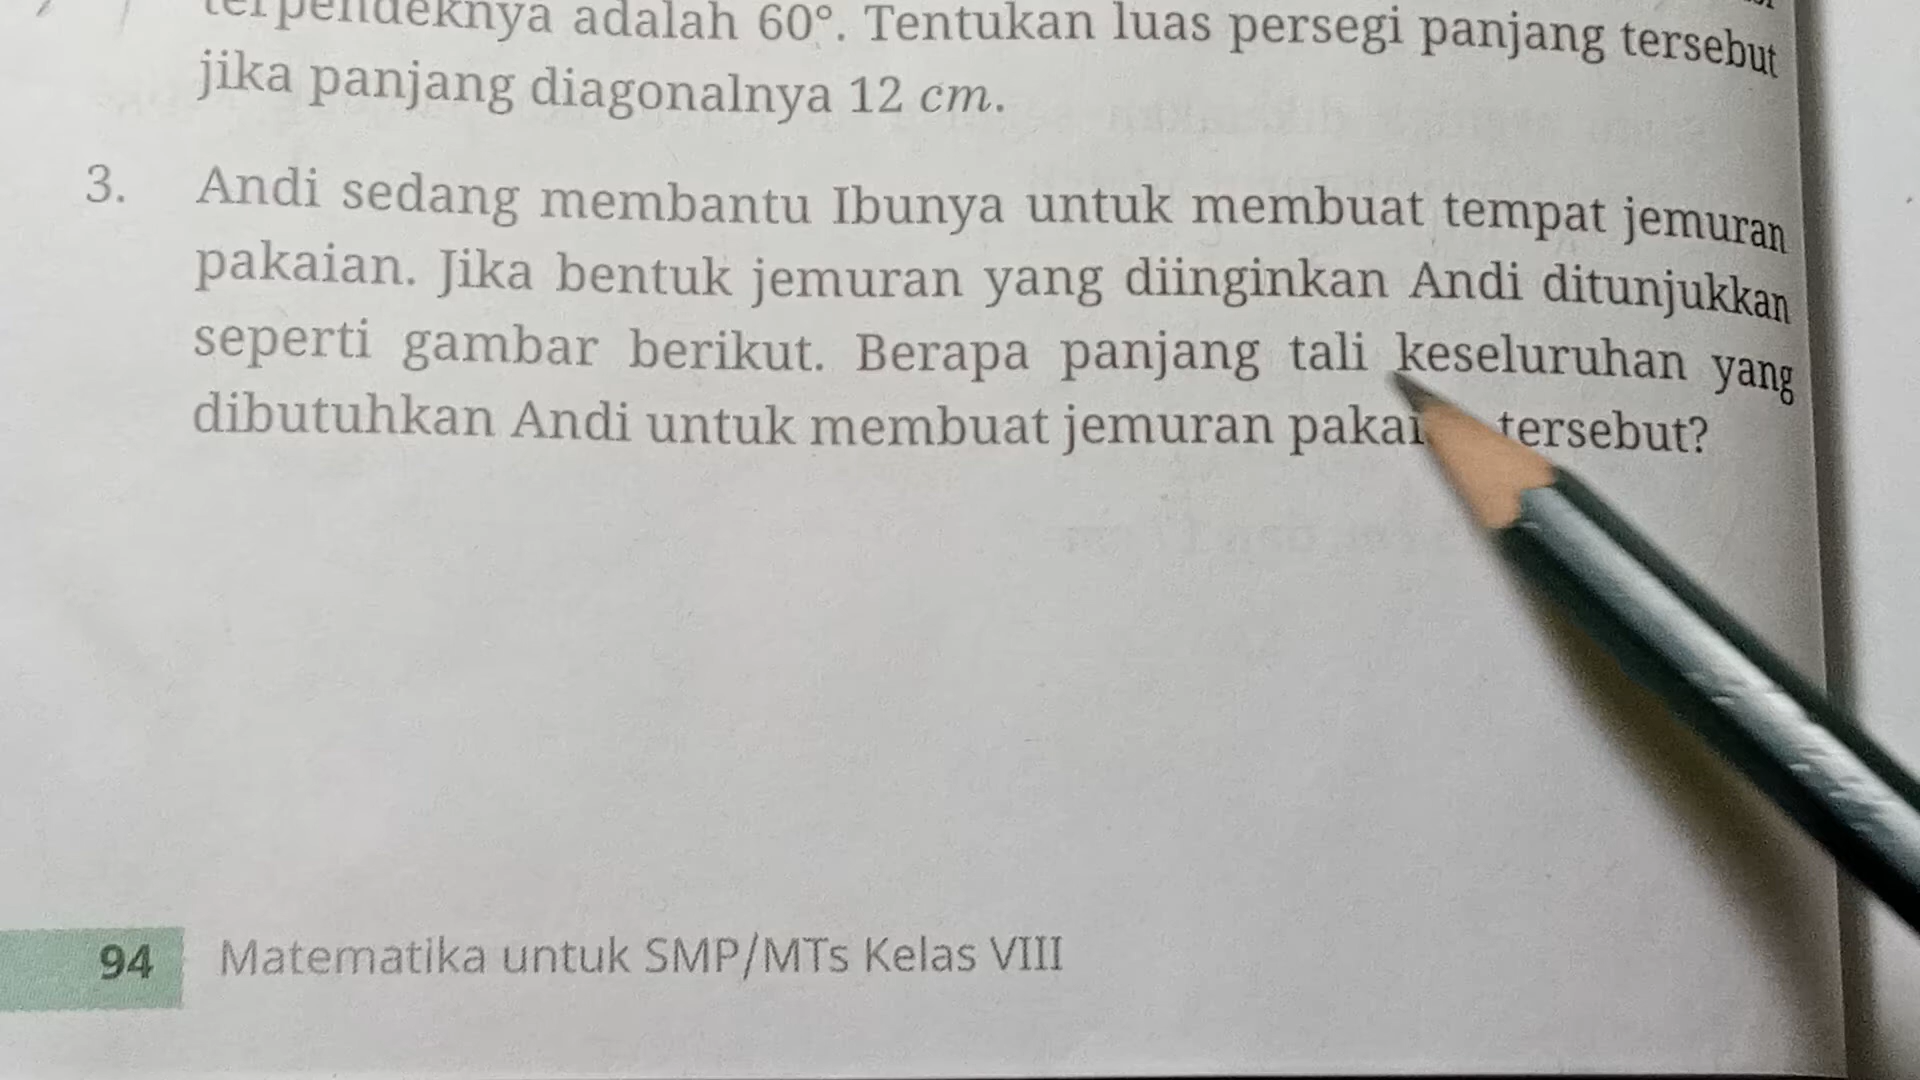 terpendeknya adalah 60°. Tentukan luas persegi panjang tersebut
jika panjang diagonalnya 12 cm.
3. Andi sedang membantu Ibunya untuk membuat tempat jemuran
pakaian. Jika bentuk jemuran yang diinginkan Andi ditunjukkan
seperti gambar berikut. Berapa panjang tali keseluruhan yang
dibutuhkan Andi untuk membuat jemuran pakai tersebut?
94 Matematika untuk SMP/MTs Kelas VIII